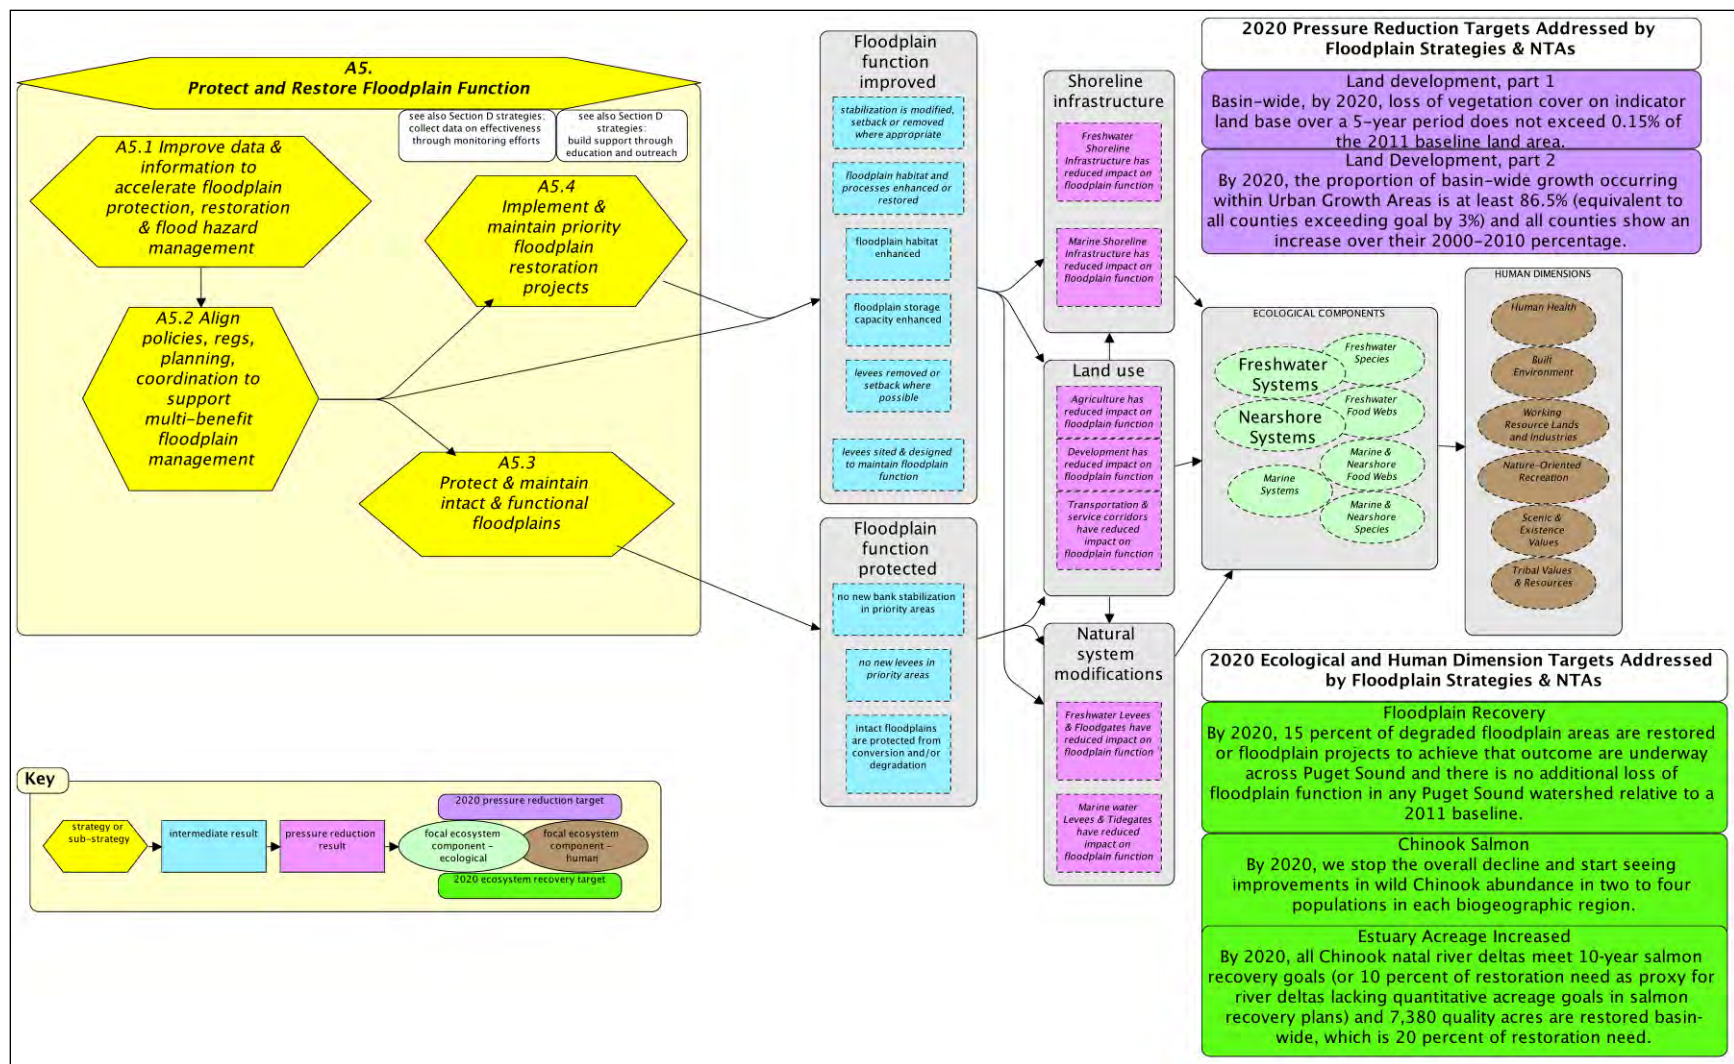 A5.
Protect and Restore Floodplain Function
see also Section D strategies:
collect data on effectiveness
through monitoring efforts
see also Section D
strategies:
build support through
education and outreach
A5.1 Improve data &
information to
accelerate floodplain
protection, restoration
& flood hazard
management
A5.2 Align
policies, regs,
planning,
coordination to
support
multi-benefit
floodplain
management
A5.4
Implement &
maintain priority
floodplain
restoration
projects
A5.3
Protect & maintain
intact & functional
floodplains
Floodplain
function
improved
stabilization is modified,
setback or removed
where appropriate
floodplain habitat and
processes enhanced or
restored
floodplain habitat
enhanced
floodplain storage
capacity enhanced
levees removed or
setback where
possible
levees sited & designed
to maintain floodplain
function
Floodplain
function
protected
no new bank stabilization
in priority areas
no new levees in
priority areas
intact floodplains
are protected from
conversion and/or
degradation
Shoreline
infrastructure
Freshwater
Shoreline
Infrastructure has
reduced impact on
floodplain function
Marine Shoreline
Infrastructure has
reduced impact on
floodplain function
Land use
Agriculture has
reduced impact on
floodplain function
Development has
reduced impact on
floodplain function
Transportation &
service corridors
have reduced
impact on
floodplain function
Natural
system
modifications
Freshwater Levees
& Floodgates have
reduced impact on
floodplain function
Marine water
Levees & Tidegates
have reduced
impact on
floodplain function
2020 Pressure Reduction Targets Addressed by
Floodplain Strategies & NTAs
Land development, part 1
Basin-wide, by 2020, loss of vegetation cover on indicator
land base over a 5-year period does not exceed 0.15% of
the 2011 baseline land area.
Land Development, part 2
By 2020, the proportion of basin-wide growth occurring
within Urban Growth Areas is at least 86.5% (equivalent to
all counties exceeding goal by 3%) and all counties show an
increase over their 2000-2010 percentage.
ECOLOGICAL COMPONENTS
Freshwater
Systems
Freshwater
Species
Nearshore
Systems
Freshwater
Food Webs
Marine
Systems
Marine &
Nearshore
Food Webs
Marine &
Nearshore
Species
HUMAN DIMENSIONS
Human Health
Built
Environment
Working
Resource Lands
and Industries
Nature-Oriented
Recreation
Scenic &
Existence
Values
Tribal Values
& Resources
2020 Ecological and Human Dimension Targets Addressed
by Floodplain Strategies & NTAs
Floodplain Recovery
By 2020, 15 percent of degraded floodplain areas are restored
or floodplain projects to achieve that outcome are underway
across Puget Sound and there is no additional loss of
floodplain function in any Puget Sound watershed relative to a
2011 baseline.
Chinook Salmon
By 2020, we stop the overall decline and start seeing
improvements in wild Chinook abundance in two to four
populations in each biogeographic region.
Estuary Acreage Increased
By 2020, all Chinook natal river deltas meet 10-year salmon
recovery goals (or 10 percent of restoration need as proxy for
river deltas lacking quantitative acreage goals in salmon
recovery plans) and 7,380 quality acres are restored basin-
wide, which is 20 percent of restoration need.
Key
strategy or
sub-strategy
intermediate result
pressure reduction
result
2020 pressure reduction target
focal ecosystem
component -
ecological
focal ecosystem
component -
human
2020 ecosystem recovery target